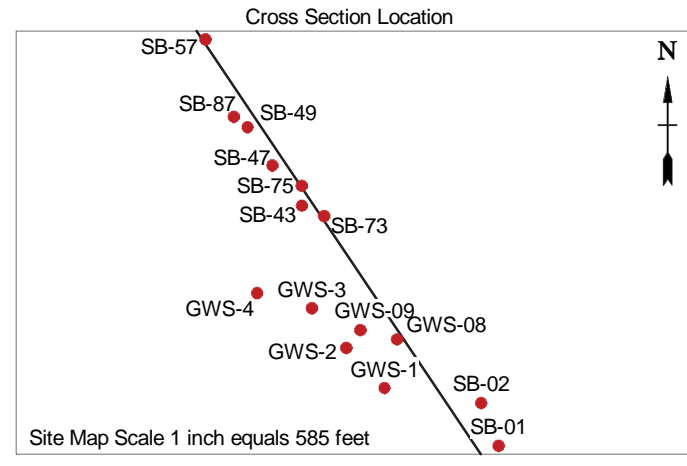 Cross Section Location
SB-57
N
SB-87
SB-49
SB-47
SB-75
SB-43
SB-73
GWS-4
GWS-3
GWS-09
GWS-08
GWS-2
GWS-1
SB-02
SB-01
Site Map Scale 1 inch equals 585 feet